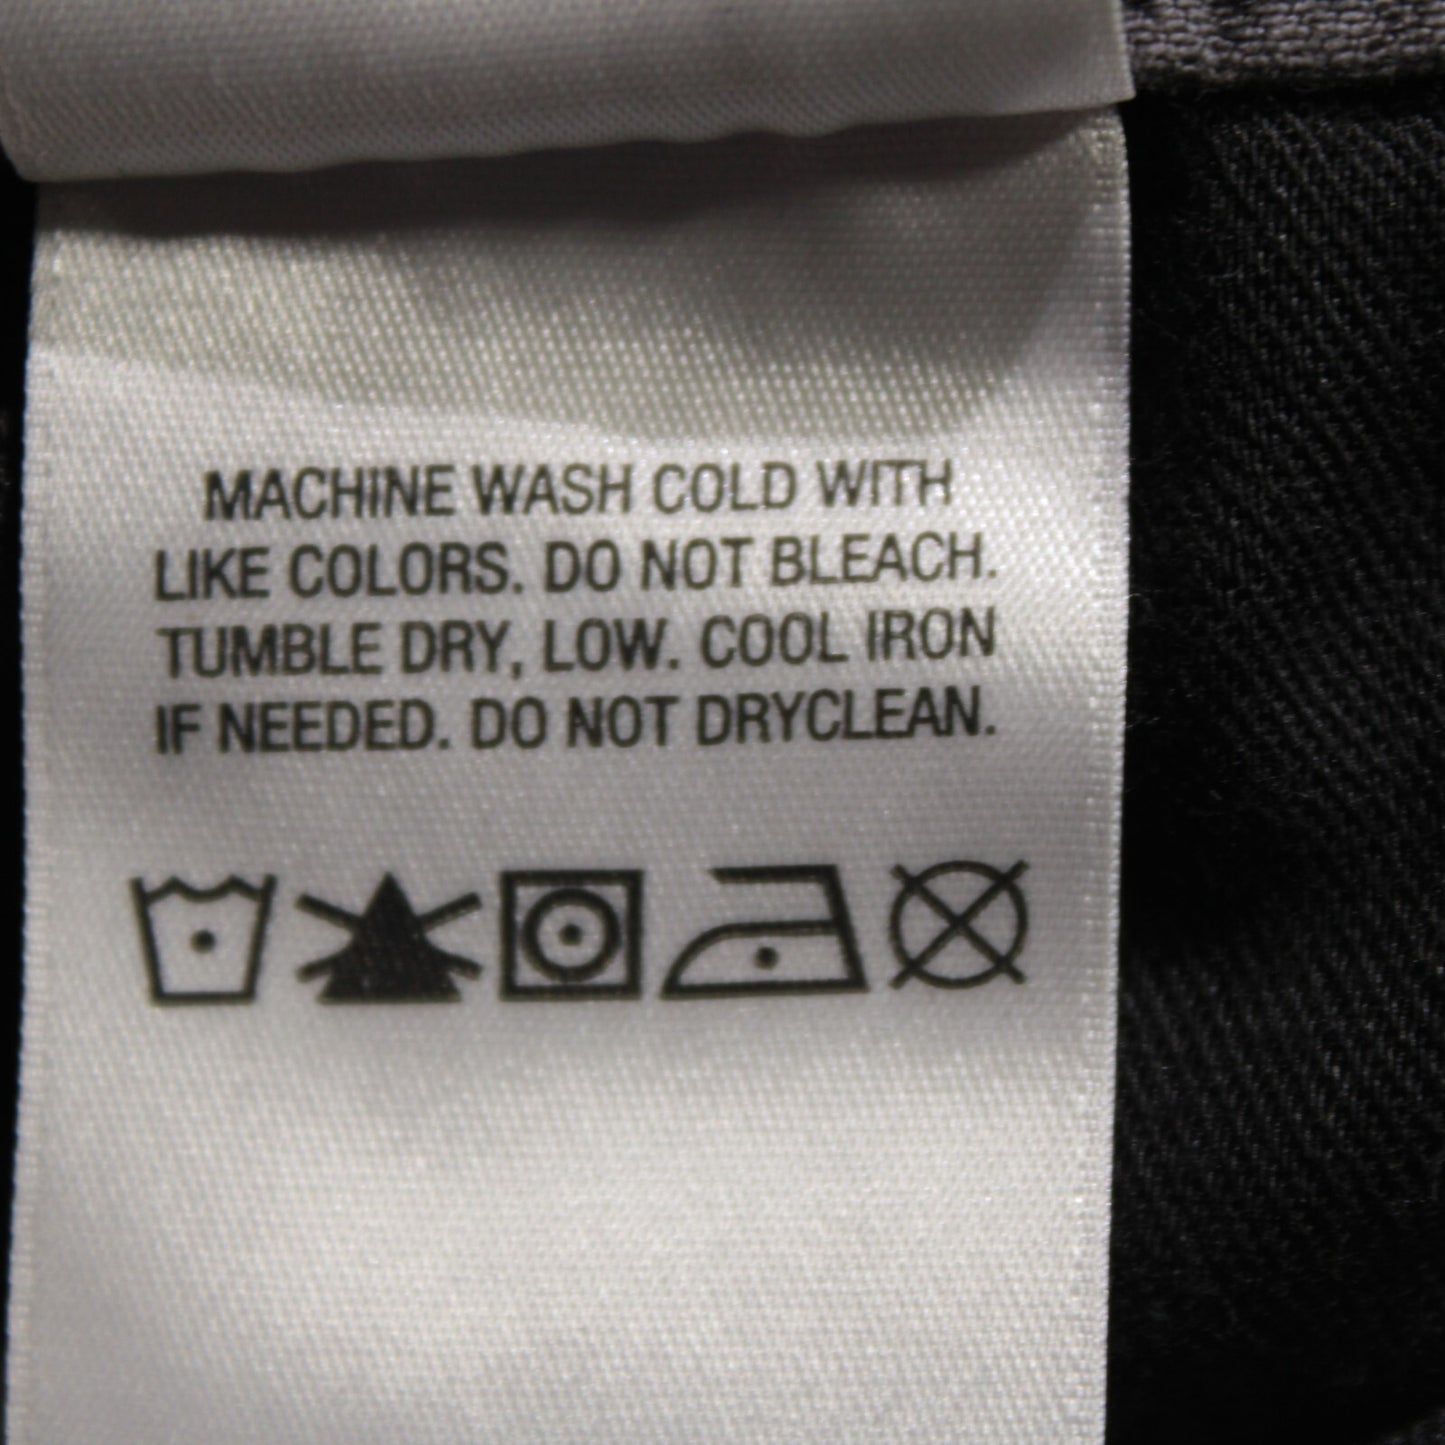 MACHINE WASH COLD WITH
LIKE COLORS. DO NOT BLEACH.
TUMBLE DRY, LOW. COOL IRON
IF NEEDED. DO NOT DRYCLEAN.